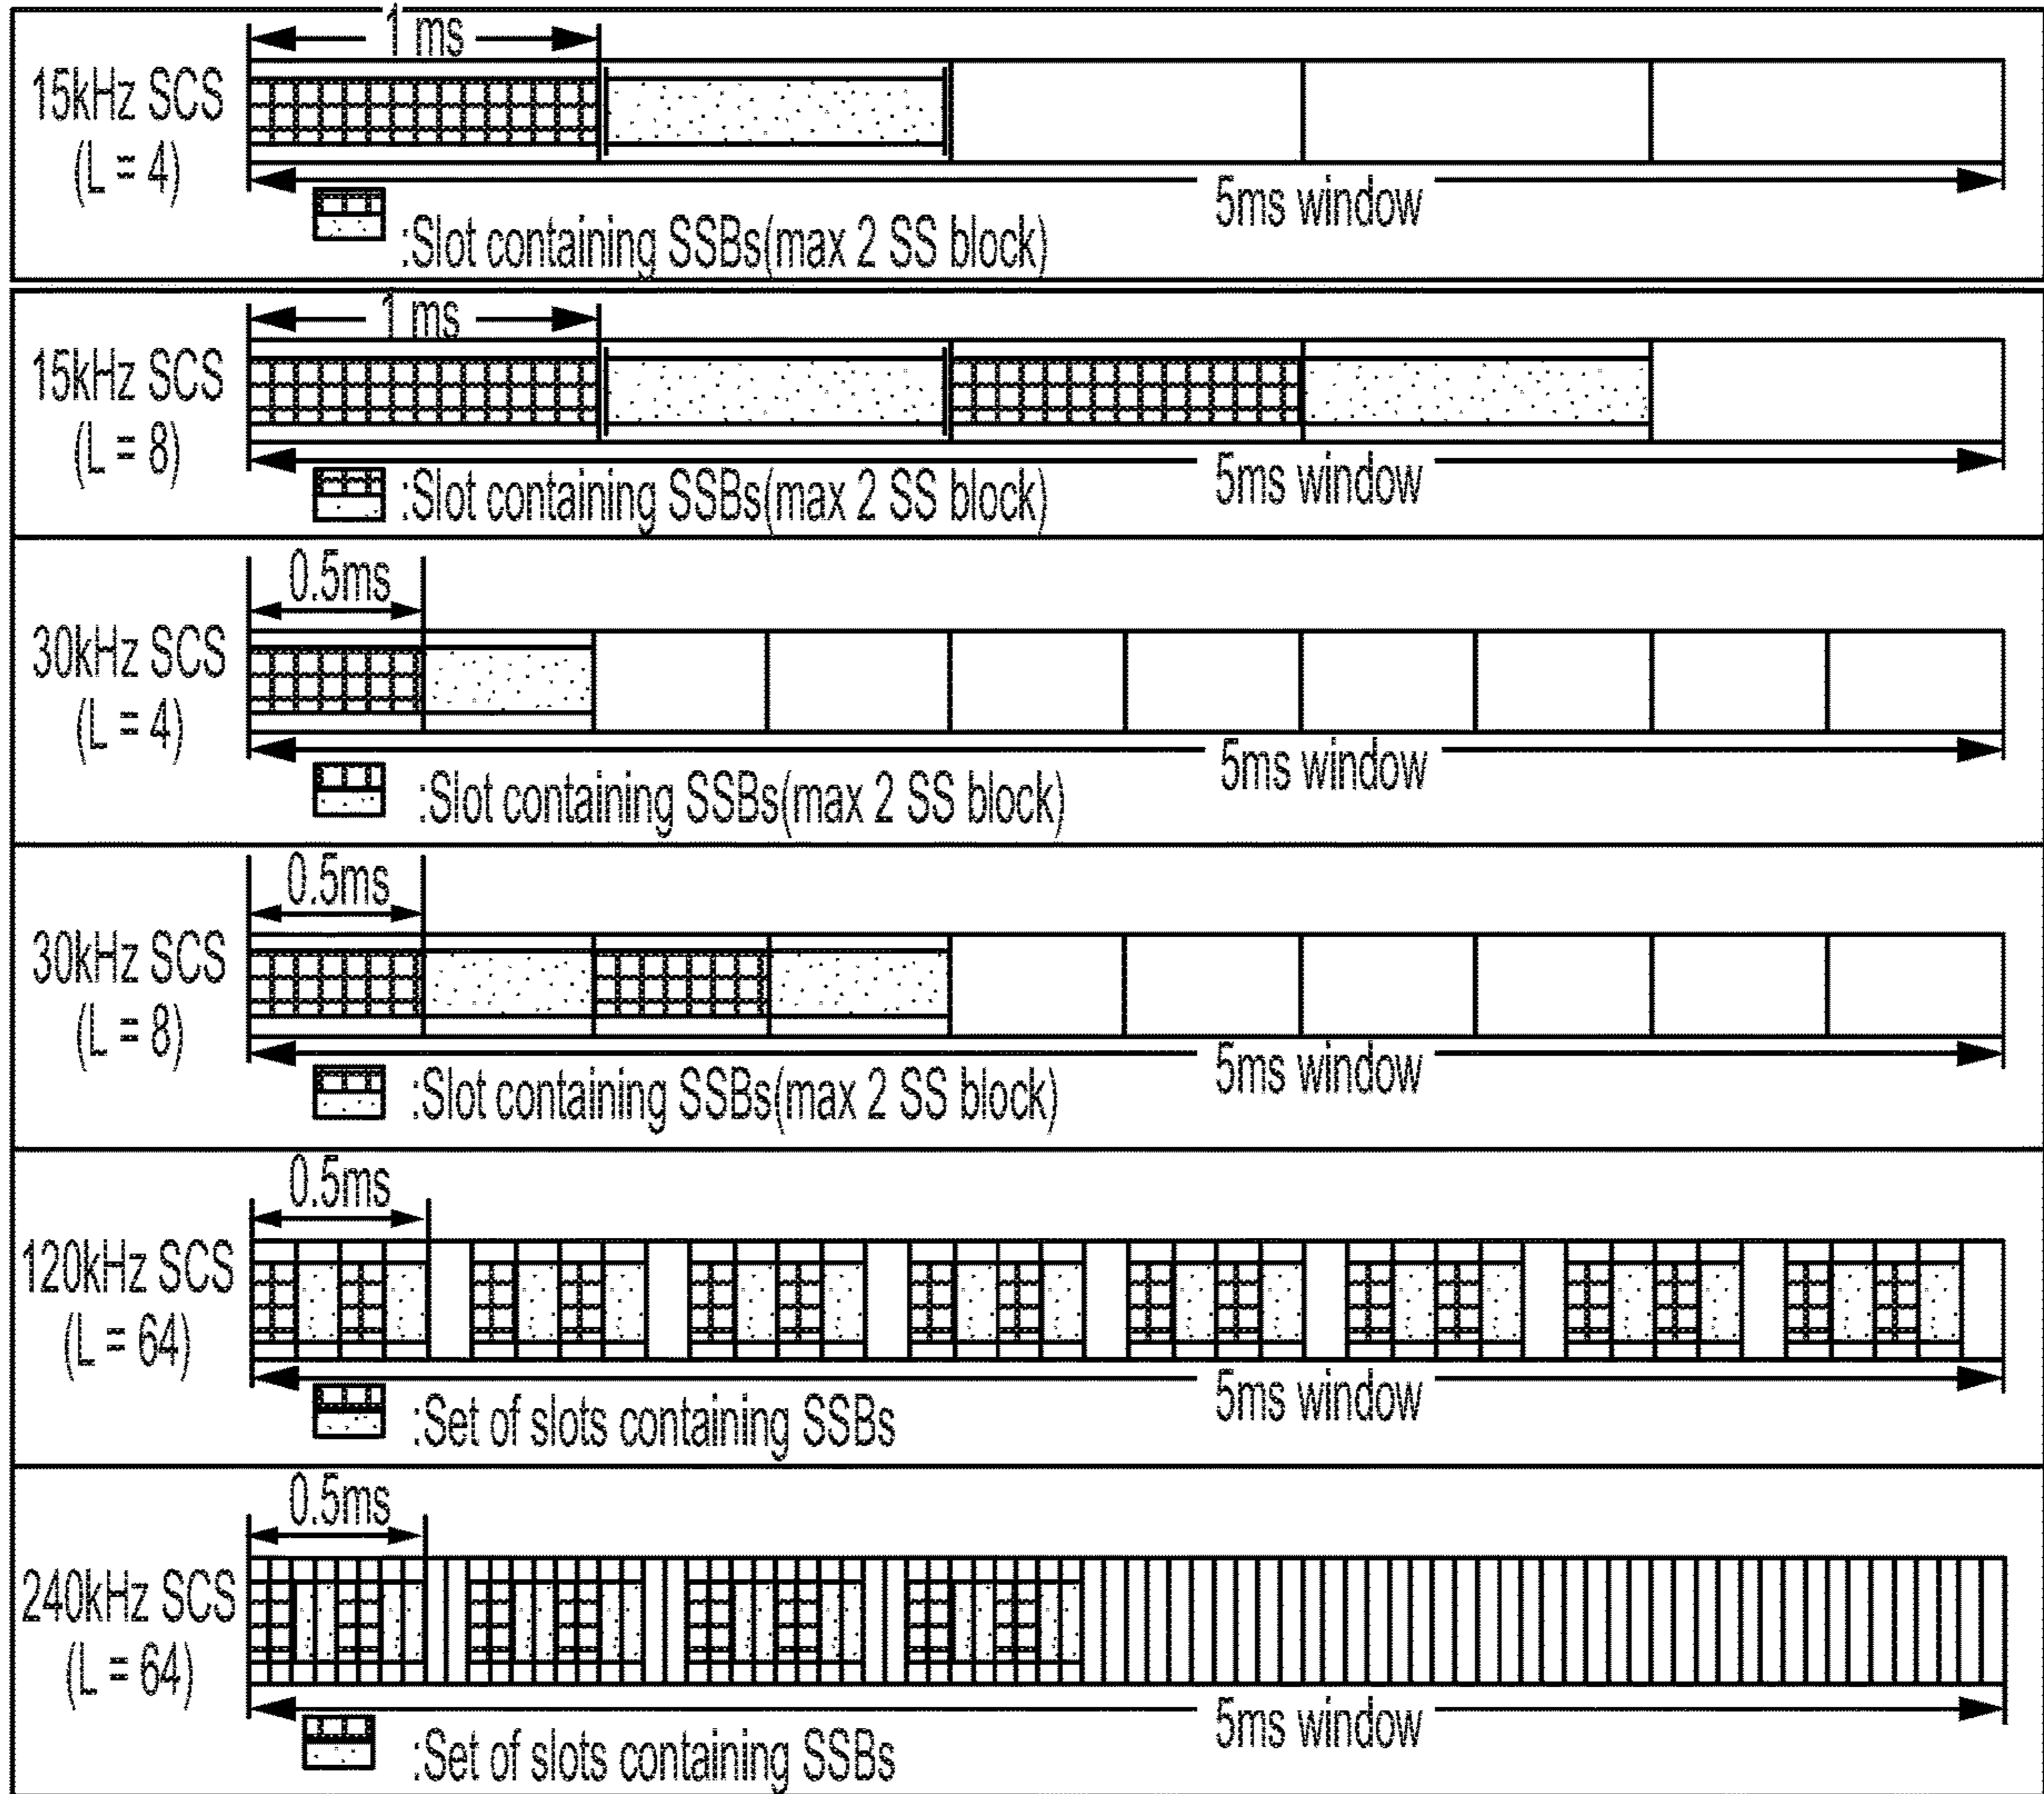 1 ms
15kHz SCS
(L = 4)
5ms window
:Slot containing SSBs(max 2 SS block)
1 ms
15kHz SCS
(L = 8)
5ms window
:Slot containing SSBs(max 2 SS block)
0.5ms
30kHz SCS
(L = 4)
5ms window
:Slot containing SSBs(max 2 SS block)
0.5ms
30kHz SCS
(L = 8)
5ms window
:Slot containing SSBs(max 2 SS block)
0.5ms
120kHz SCS
(L = 64)
5ms window
:Set of slots containing SSBs
0.5ms
240kHz SCS
(L = 64)
5ms window
:Set of slots containing SSBs